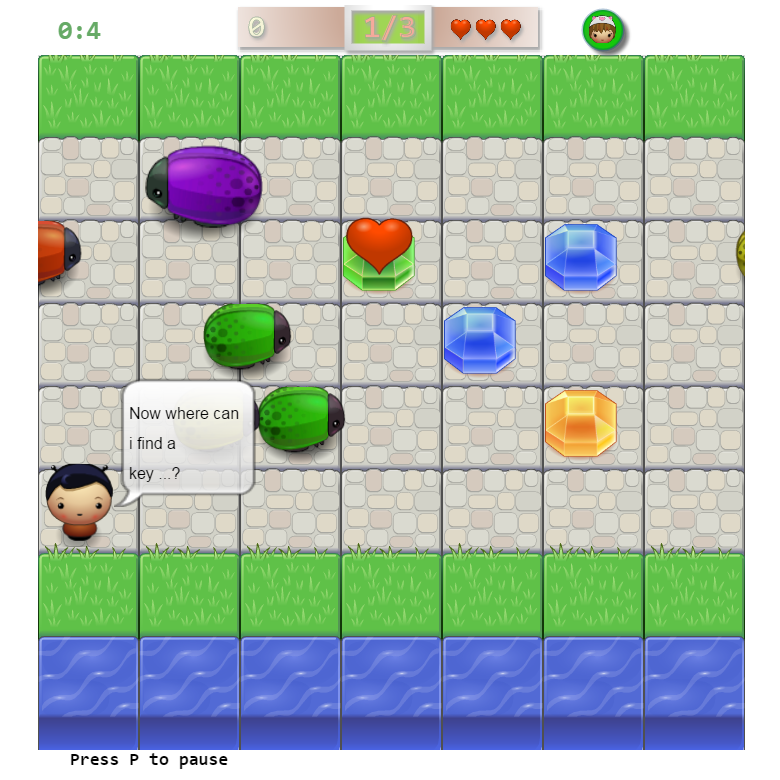 0:4
0
1/3
Now where can
i find a
key ...?
Press P to pause